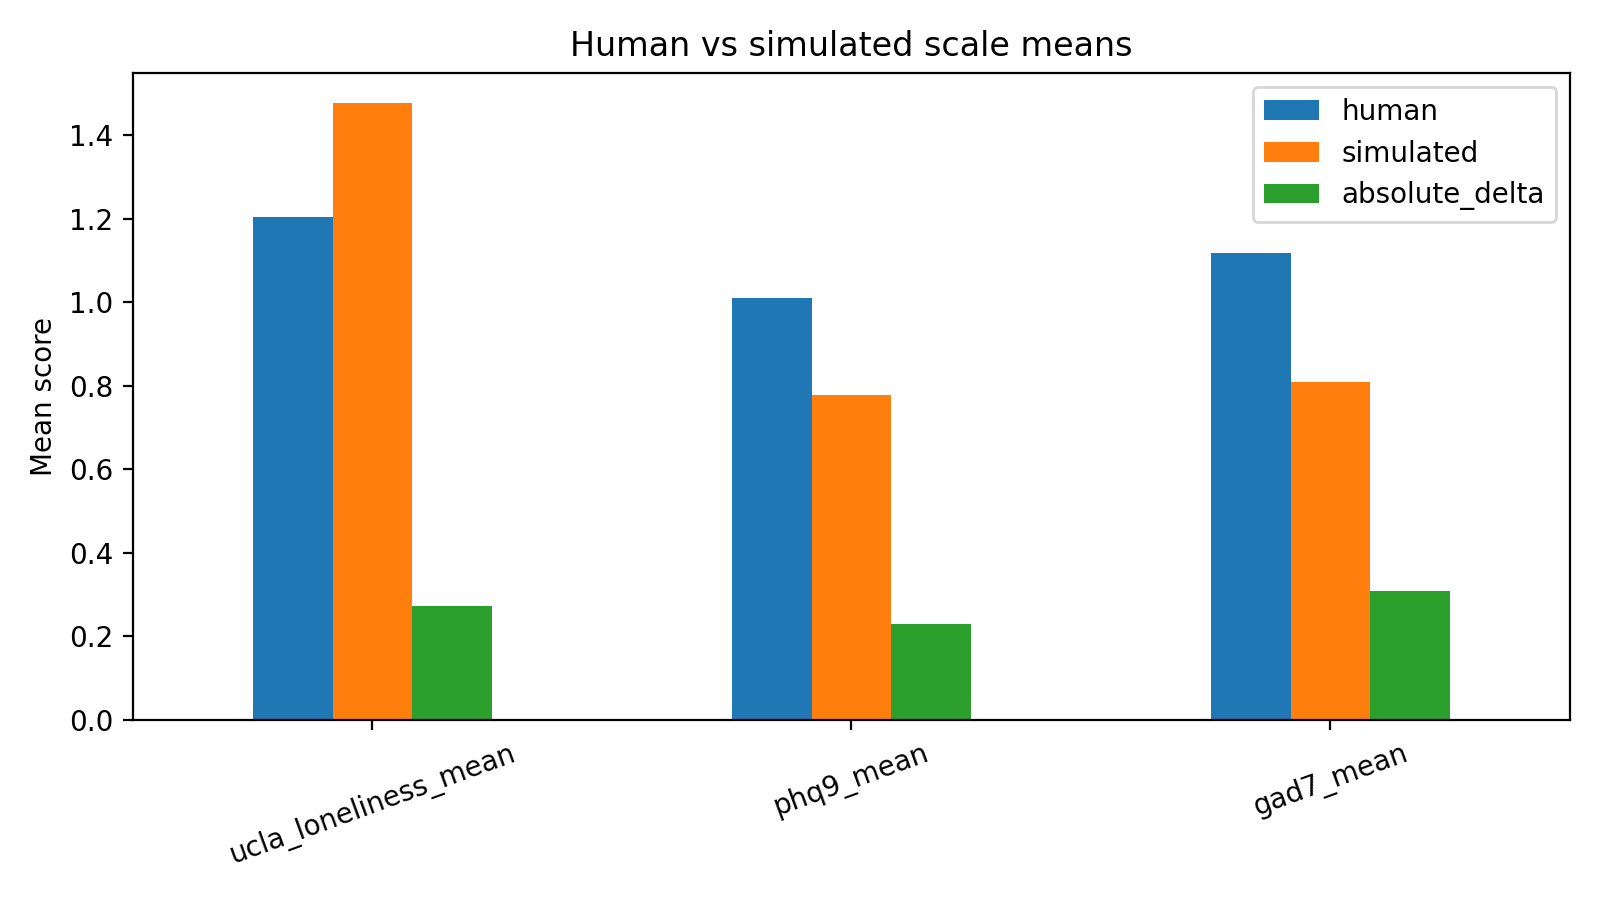 Human vs simulated scale means
human
simulated
absolute_delta
Mean score
1.4
1.2
1.0
0.8
0.6
0.4
0.2
0.0
ucla_loneliness_mean
phq9_mean
gad7_mean